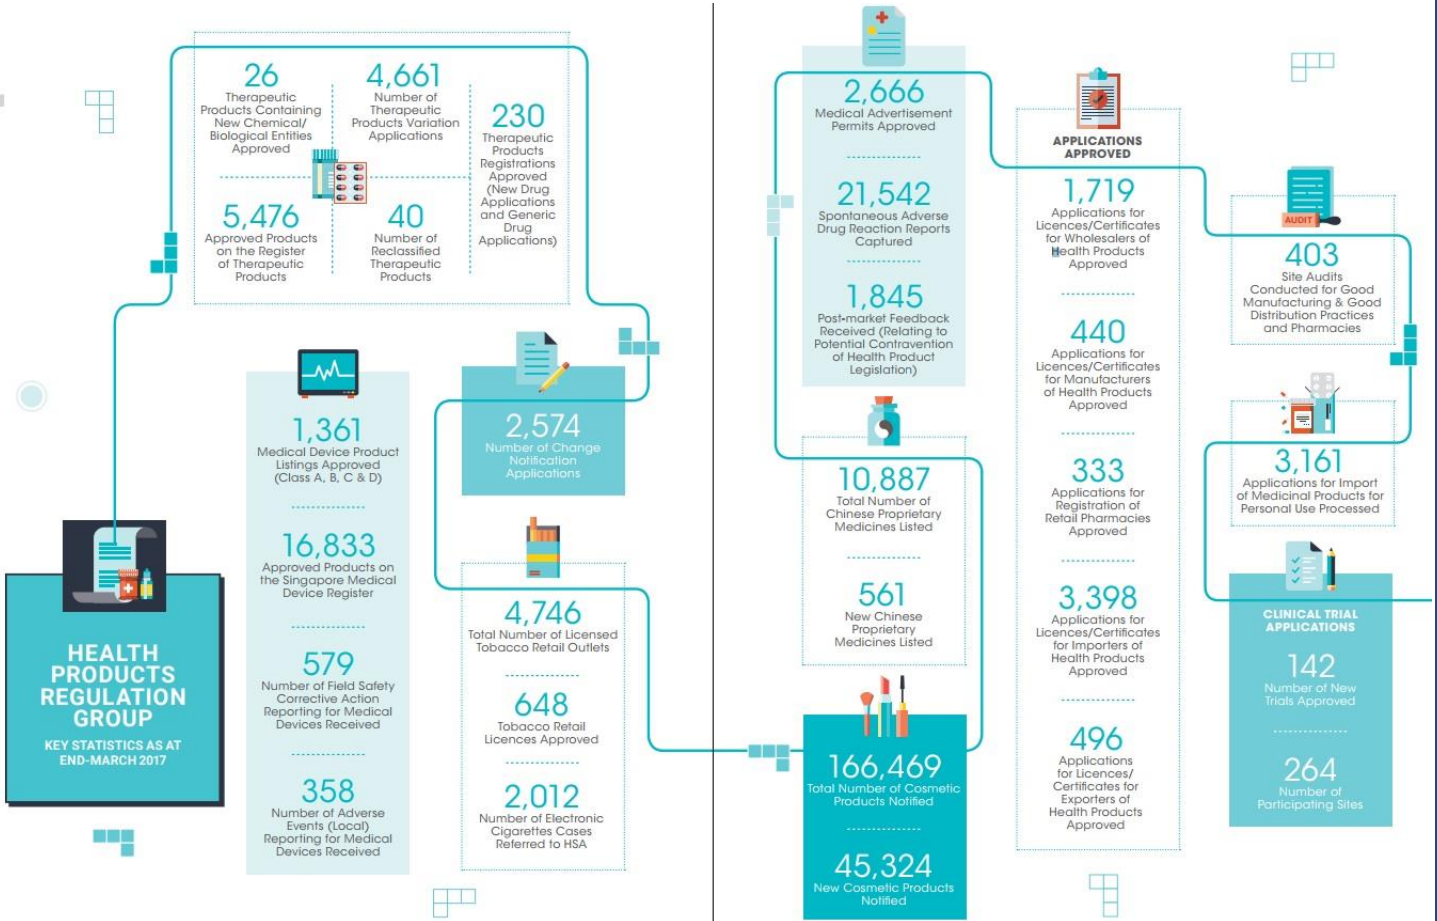 HEALTH
PRODUCTS
REGULATION
GROUP
KEY STATISTICS AS AT
END-MARCH 2017
26
Therapeutic
Products Containing
New Chemical/
Biological Entities
Approved
4,661
Number of
Therapeutic
Products Variation
Applications
230
Therapeutic
Products
Registrations
Approved
(New Drug
Applications
and Generic
Drug
Applications)
5,476
Approved Products
on the Register
of Therapeutic
Products
40
Number of
Reclassified
Therapeutic
Products
1,361
Medical Device Product
Listings Approved
(Class A, B, C & D)
16,833
Approved Products on
the Singapore Medical
Device Register
579
Number of Field Safety
Corrective Action
Reporting for Medical
Devices Received
358
Number of Adverse
Events (Local)
Reporting for Medical
Devices Received
2,574
Number of Change
Notification
Applications
4,746
Total Number of Licensed
Tobacco Retail Outlets
648
Tobacco Retail
Licences Approved
2,012
Number of Electronic
Cigarettes Cases
Referred to HSA
2,666
Medical Advertisement
Permits Approved
21,542
Spontaneous Adverse
Drug Reaction Reports
Captured
1,845
Post-market Feedback
Received (Relating to
Potential Contravention
of Health Product
Legislation)
10,887
Total Number of
Chinese Proprietary
Medicines Listed
561
New Chinese
Proprietary
Medicines Listed
166,469
Total Number of Cosmetic
Products Notified
45,324
New Cosmetic Products
Notified
APPLICATIONS
APPROVED
1,719
Applications for
Licences/Certificates
for Wholesalers of
Health Products
Approved
440
Applications for
Licences/Certificates
for Manufacturers
of Health Products
Approved
333
Applications for
Registration of
Retail Pharmacies
Approved
3,398
Applications for
Licences/Certificates
for Importers of
Health Products
Approved
496
Applications
for Licences/
Certificates for
Exporters of
Health Products
Approved
AUDIT
403
Site Audits
Conducted for Good
Manufacturing & Good
Distribution Practices
and Pharmacies
3,161
Applications for Import
of Medicinal Products for
Personal Use Processed
CLINICAL TRIAL
APPLICATIONS
142
Number of New
Trials Approved
264
Number of
Participating Sites